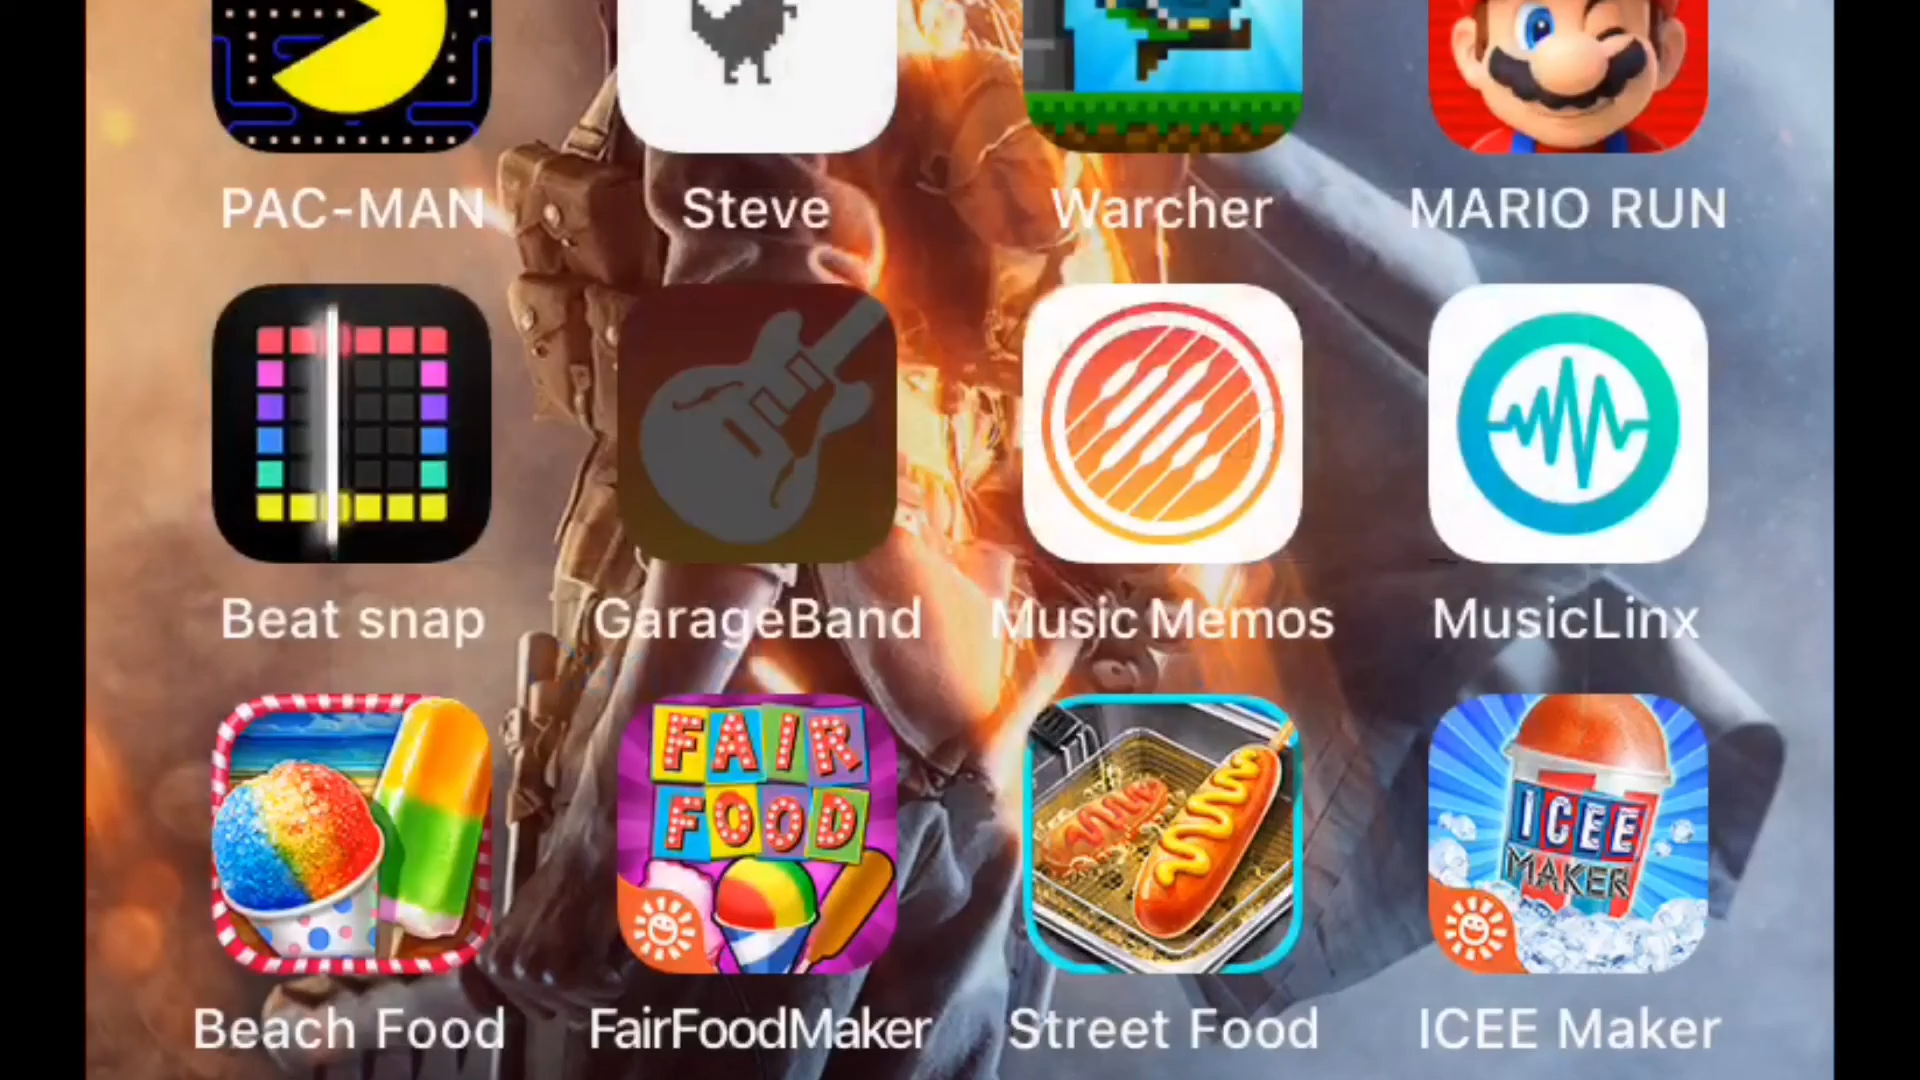 PAC-MAN
Steve
Warcher
MARIO RUN
Beat snap
GarageBand
Music Memos
MusicLinx
FAIR
FOOD
ICEE
MAKER
Beach Food
FairFoodMaker
Street Food
ICEE Maker